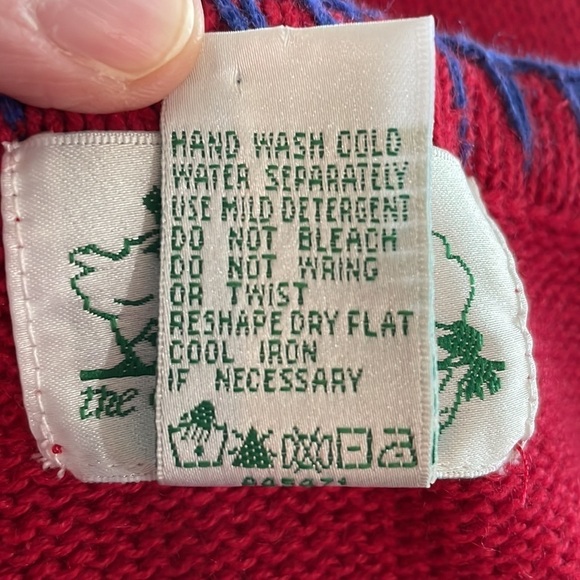 HAND WASH COLD
WATER SEPARATELY
USE MILD DETERGENT
DO NOT BLEACH
DO NOT WRING
OR TWIST
RESHAPE DRY FLAT
COOL IRON
IF NECESSARY
the